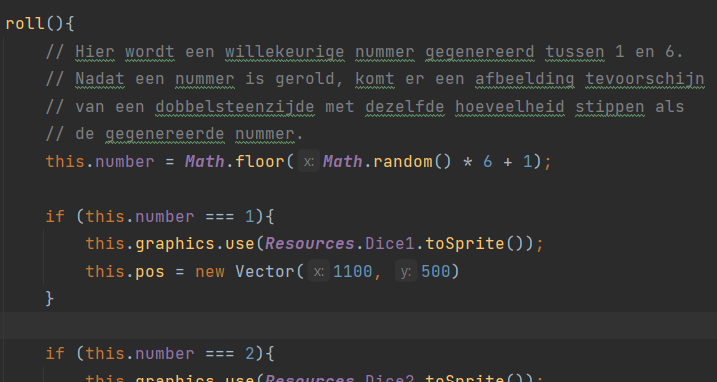 roll(){
// Hier wordt een willekeurige nummer gegenereerd tussen 1 en 6.
// Nadat een nummer is gerold, komt er een afbeelding tevoorschijn
// van een dobbelsteenzijde met dezelfde hoeveelheid stippen als
// de gegenereerde nummer.
this.number = Math.floor( x: Math.random() * 6 + 1);
if (this.number === 1){
this.graphics.use(Resources.Dice1.toSprite());
this.pos = new Vector( x: 1100, y: 500)
}
if (this.number === 2){
this.graphics.use(Resources.Dice2.toSprite());